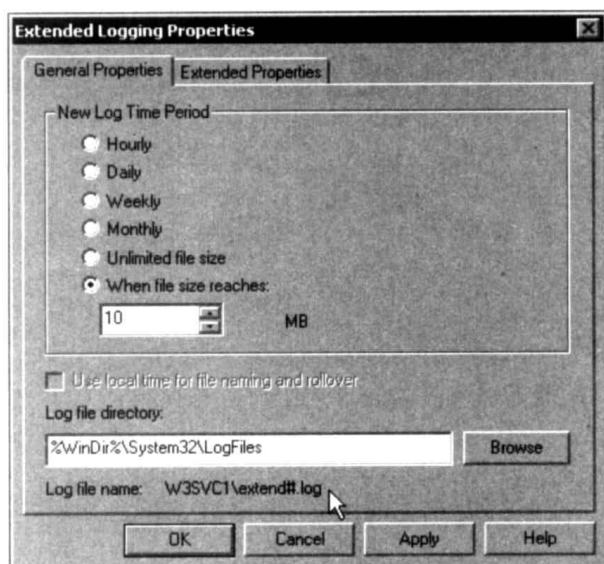 Extended Logging Properties
General Properties
Extended Properties
New Log Time Period
Hourly
Daily
Weekly
Monthly
Unlimited file size
When file size reaches:
10
MB
Use local time for file naming and rollover
Log file directory:
%WinDir%\System32\LogFiles
Browse
Log file name: W3SVC1\extend#.log
OK
Cancel
Apply
Help